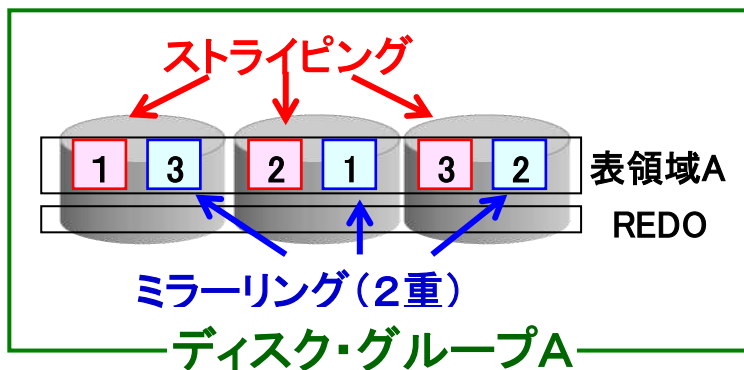 ストライピング
1 3 2 1 3 2
表領域A
REDO
ミラーリング(2重)
ディスク・グループA